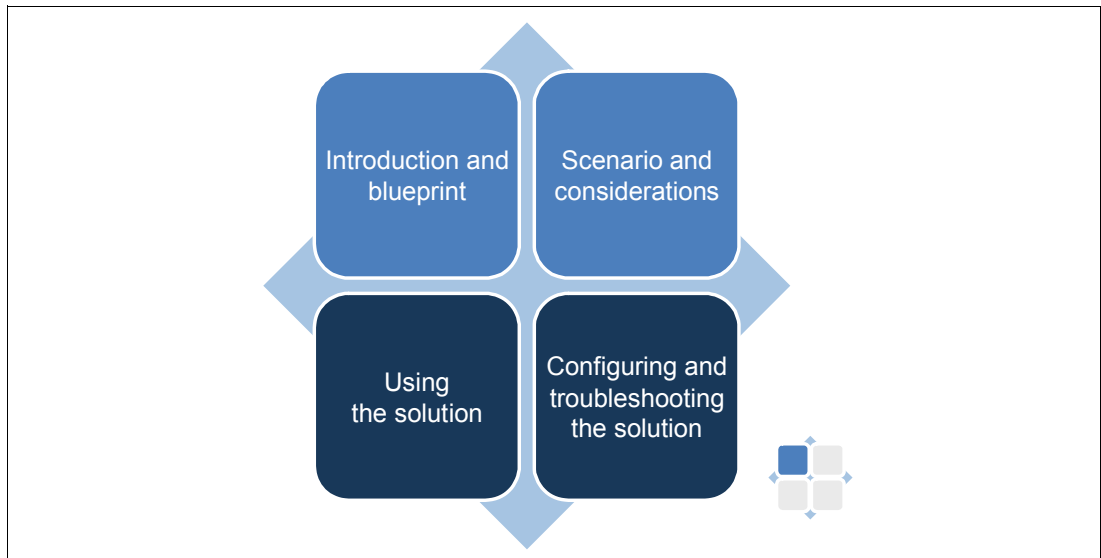 Introduction and
blueprint
Scenario and
considerations
Using
the solution
Configuring and
troubleshooting
the solution